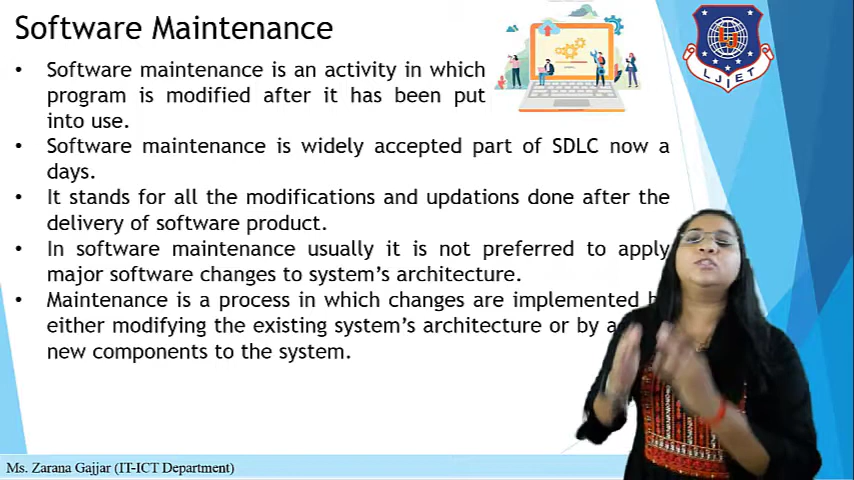 Software Maintenance
• Software maintenance is an activity in which
program is modified after it has been put
into use.
• Software maintenance is widely accepted part of SDLC now a
days.
• It stands for all the modifications and updations done after the
delivery of software product.
• In software maintenance usually it is not preferred to apply
major software changes to system's architecture.
• Maintenance is a process in which changes are implemented
either modifying the existing system's architecture or by
new components to the system.
LJIET
Ms. Zarana Gajjar (IT-ICT Department)